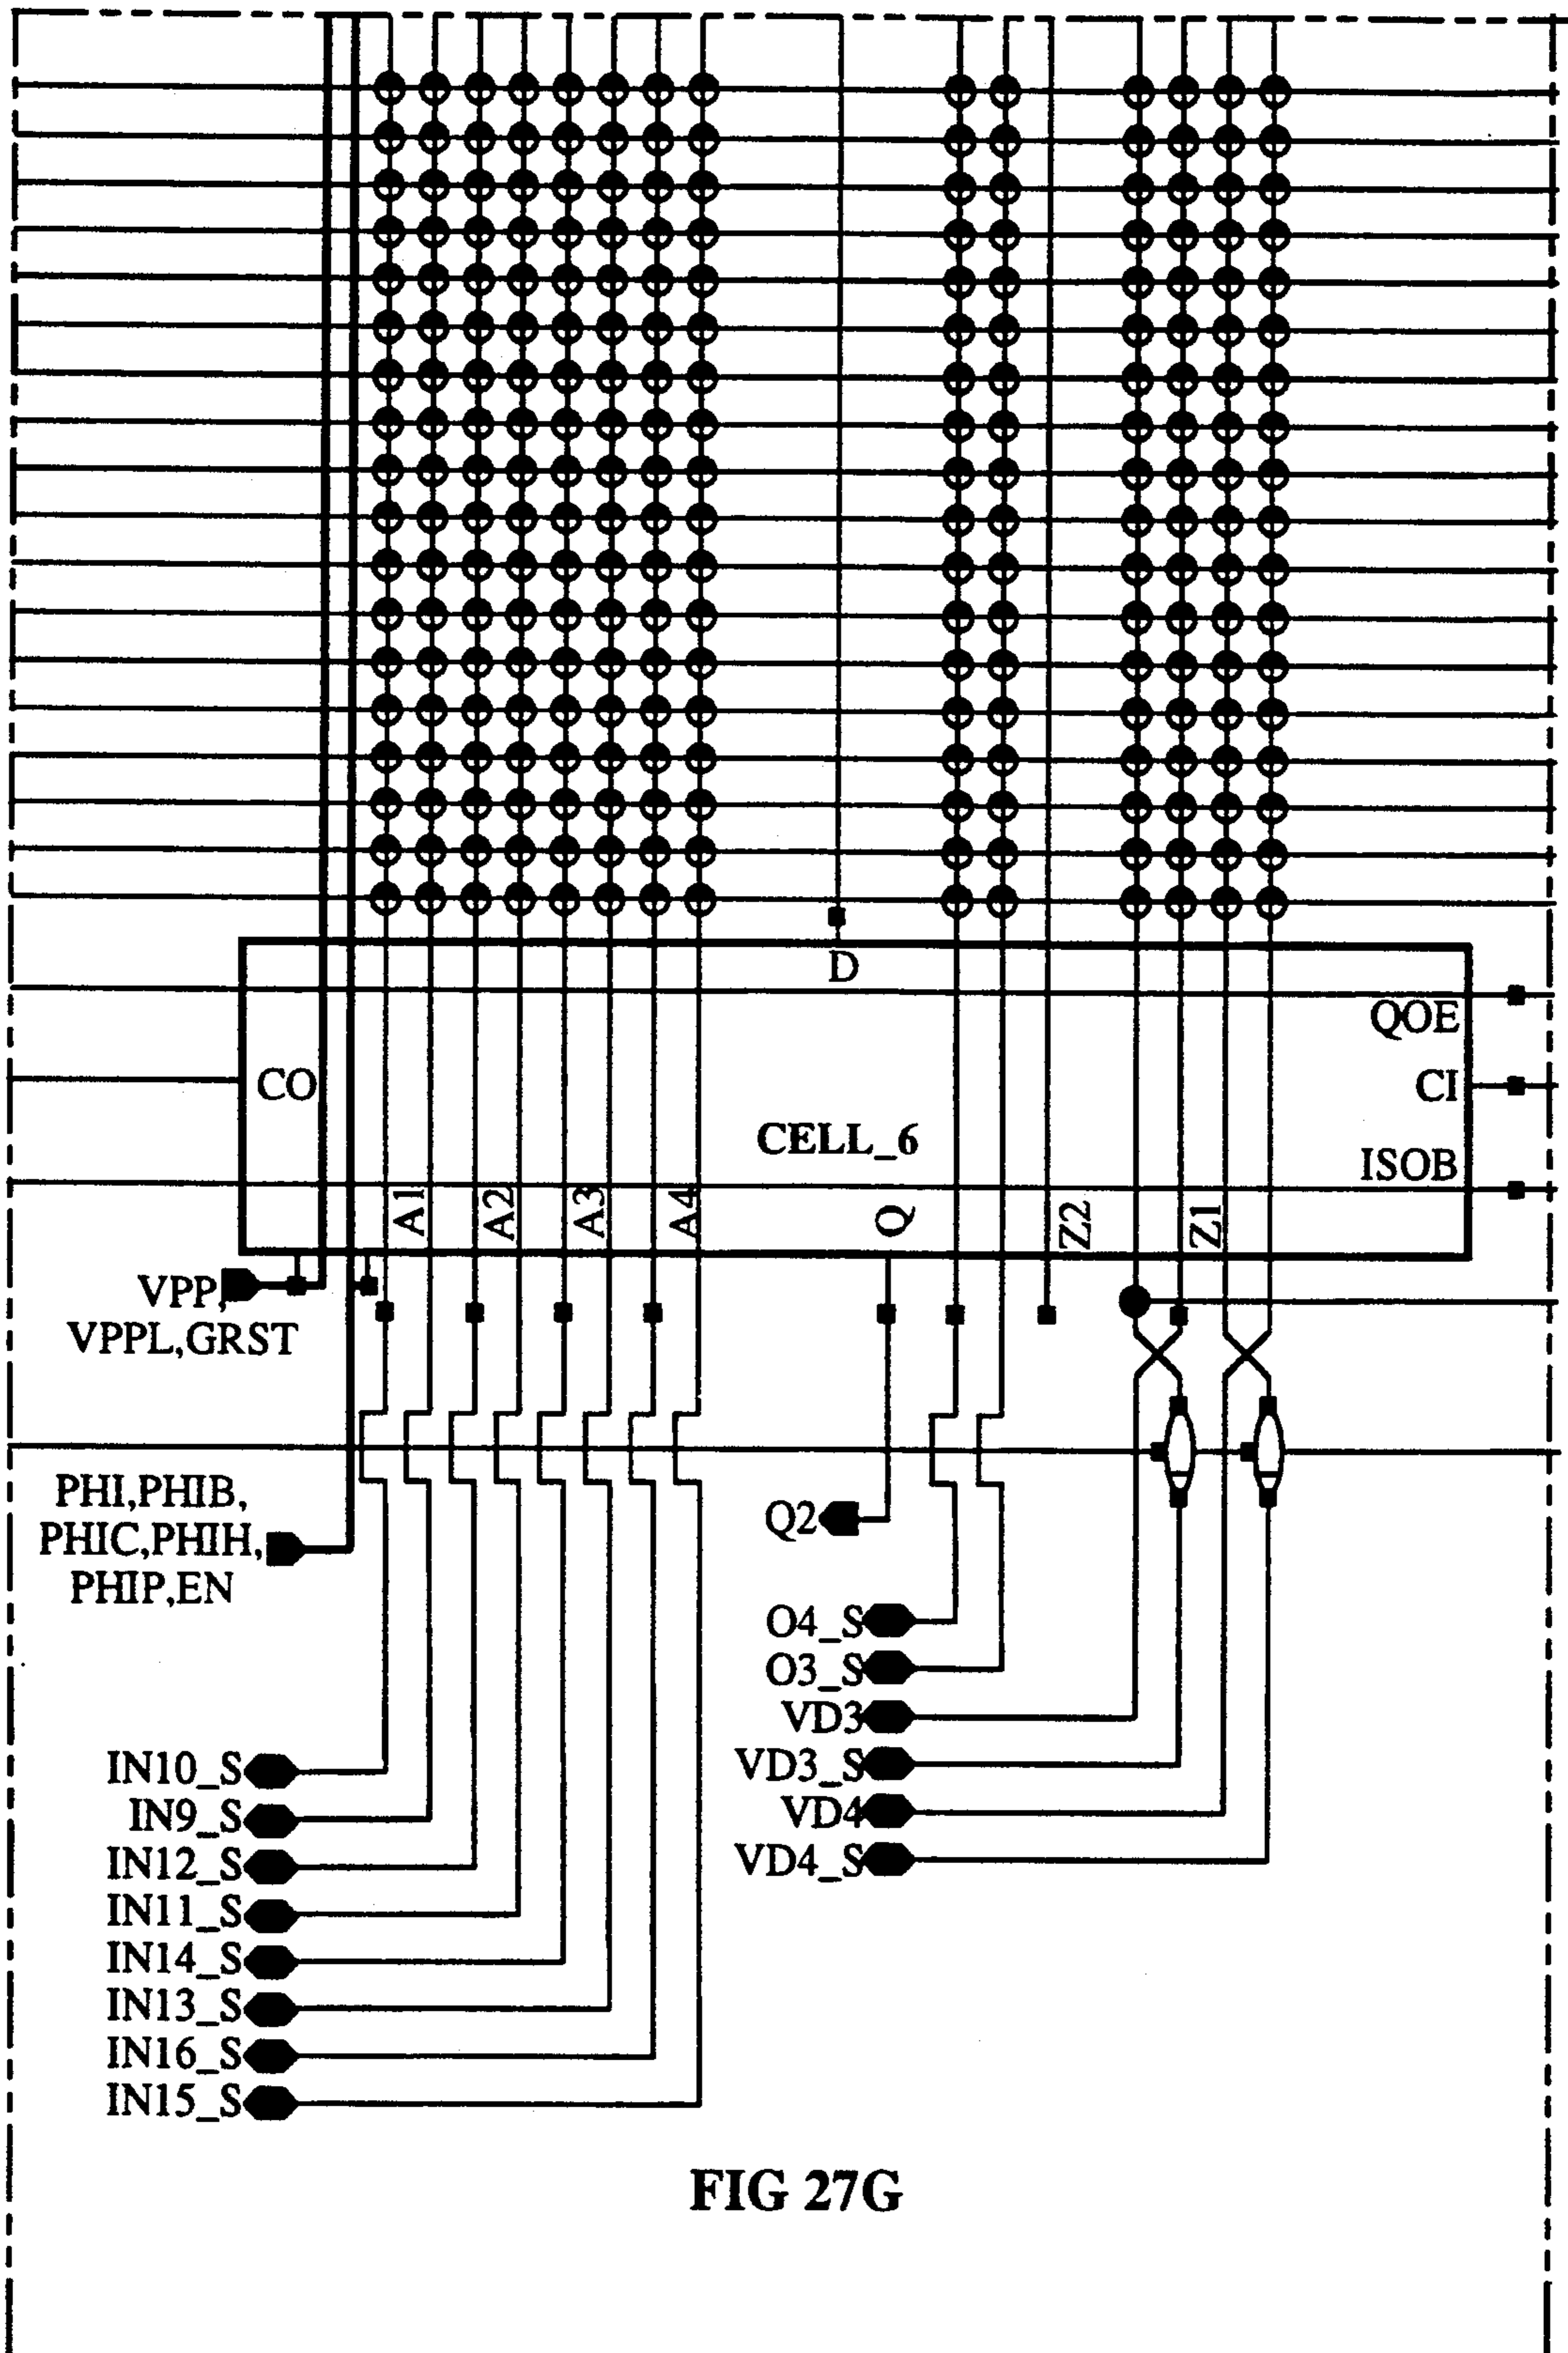 D
QOE
CO
CI
CELL_6
ISOB
A1
A2
A3
A4
Q
Z2
Z1
VPP,
VPPL,GRST
PHI,PHIB,
PHIC,PHIH,
PHIP,EN
Q2
O4_S
O3_S
VD3
VD3_S
VD4
VD4_S
IN10_S
IN9_S
IN12_S
IN11_S
IN14_S
IN13_S
IN16_S
IN15_S
FIG 27G